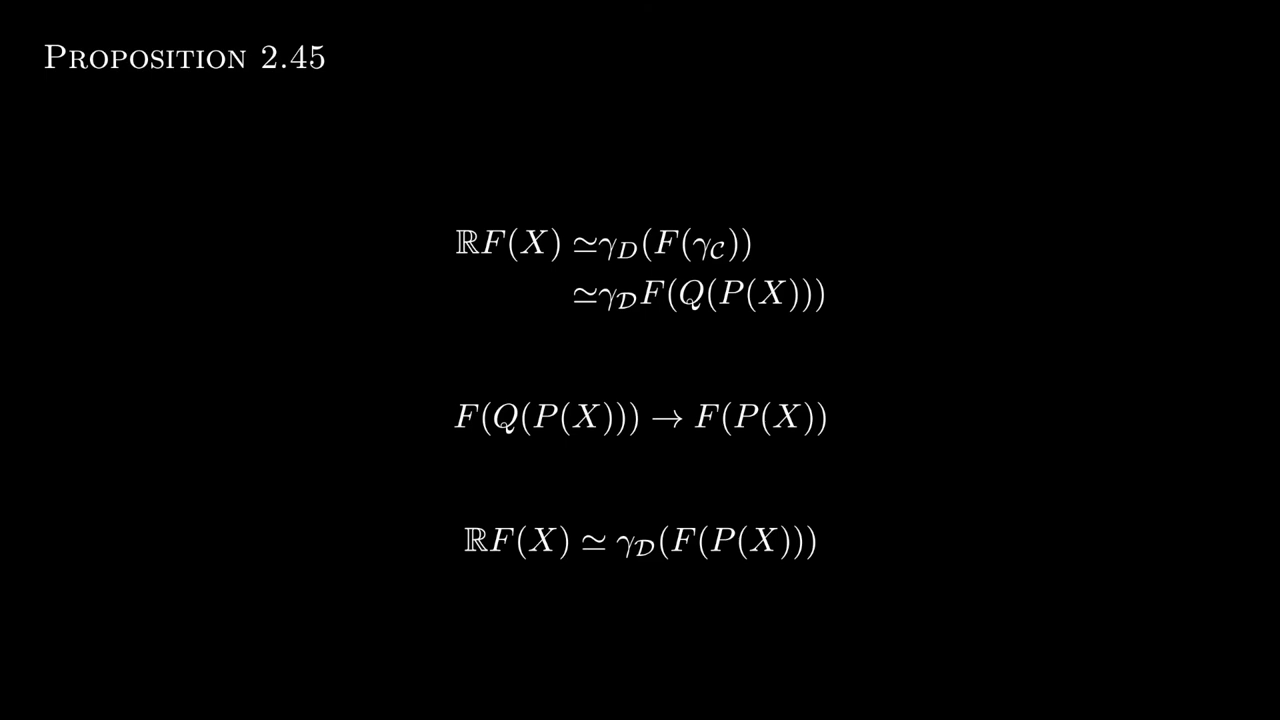 Proposition 2.45
ℝF(X) ≃γ_D(F(γ_𝒞))
≃γ_𝒟F(Q(P(X)))
F(Q(P(X))) → F(P(X))
ℝF(X) ≃ γ_𝒟(F(P(X)))